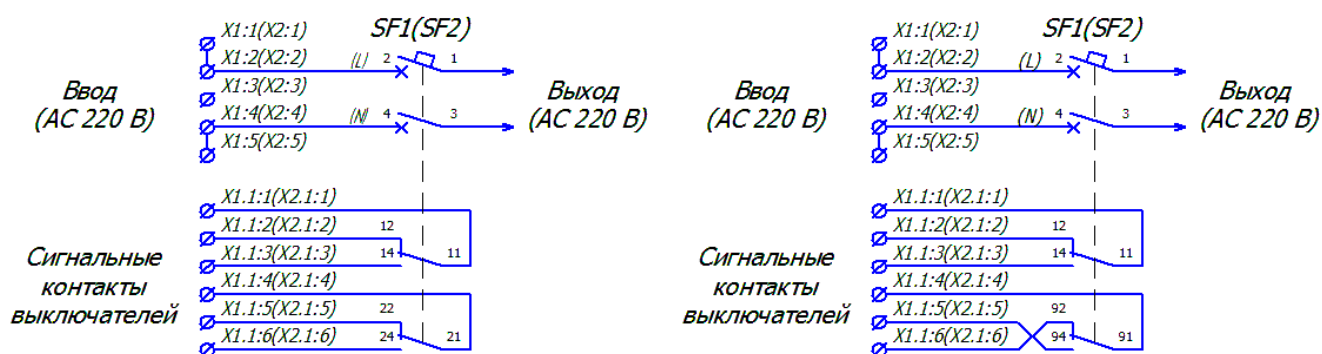 X1:1(X2:1) SF1(SF2)
X1:2(X2:2) (L) 2 1
X1:3(X2:3)
Ввод
(AC 220 В)
Выход
(AC 220 В)
X1:4(X2:4) (N) 4 3
X1:5(X2:5)
X1.1:1(X2.1:1)
X1.1:2(X2.1:2) 12
X1.1:3(X2.1:3) 14 11
X1.1:4(X2.1:4)
X1.1:5(X2.1:5) 22
X1.1:6(X2.1:6) 24 21
Сигнальные
контакты
выключателей
X1:1(X2:1) SF1(SF2)
X1:2(X2:2) (L) 2 1
X1:3(X2:3)
Ввод
(AC 220 В)
Выход
(AC 220 В)
X1:4(X2:4) (N) 4 3
X1:5(X2:5)
X1.1:1(X2.1:1)
X1.1:2(X2.1:2) 12
X1.1:3(X2.1:3) 14 11
X1.1:4(X2.1:4)
X1.1:5(X2.1:5) 92
X1.1:6(X2.1:6) 94 91
Сигнальные
контакты
выключателей